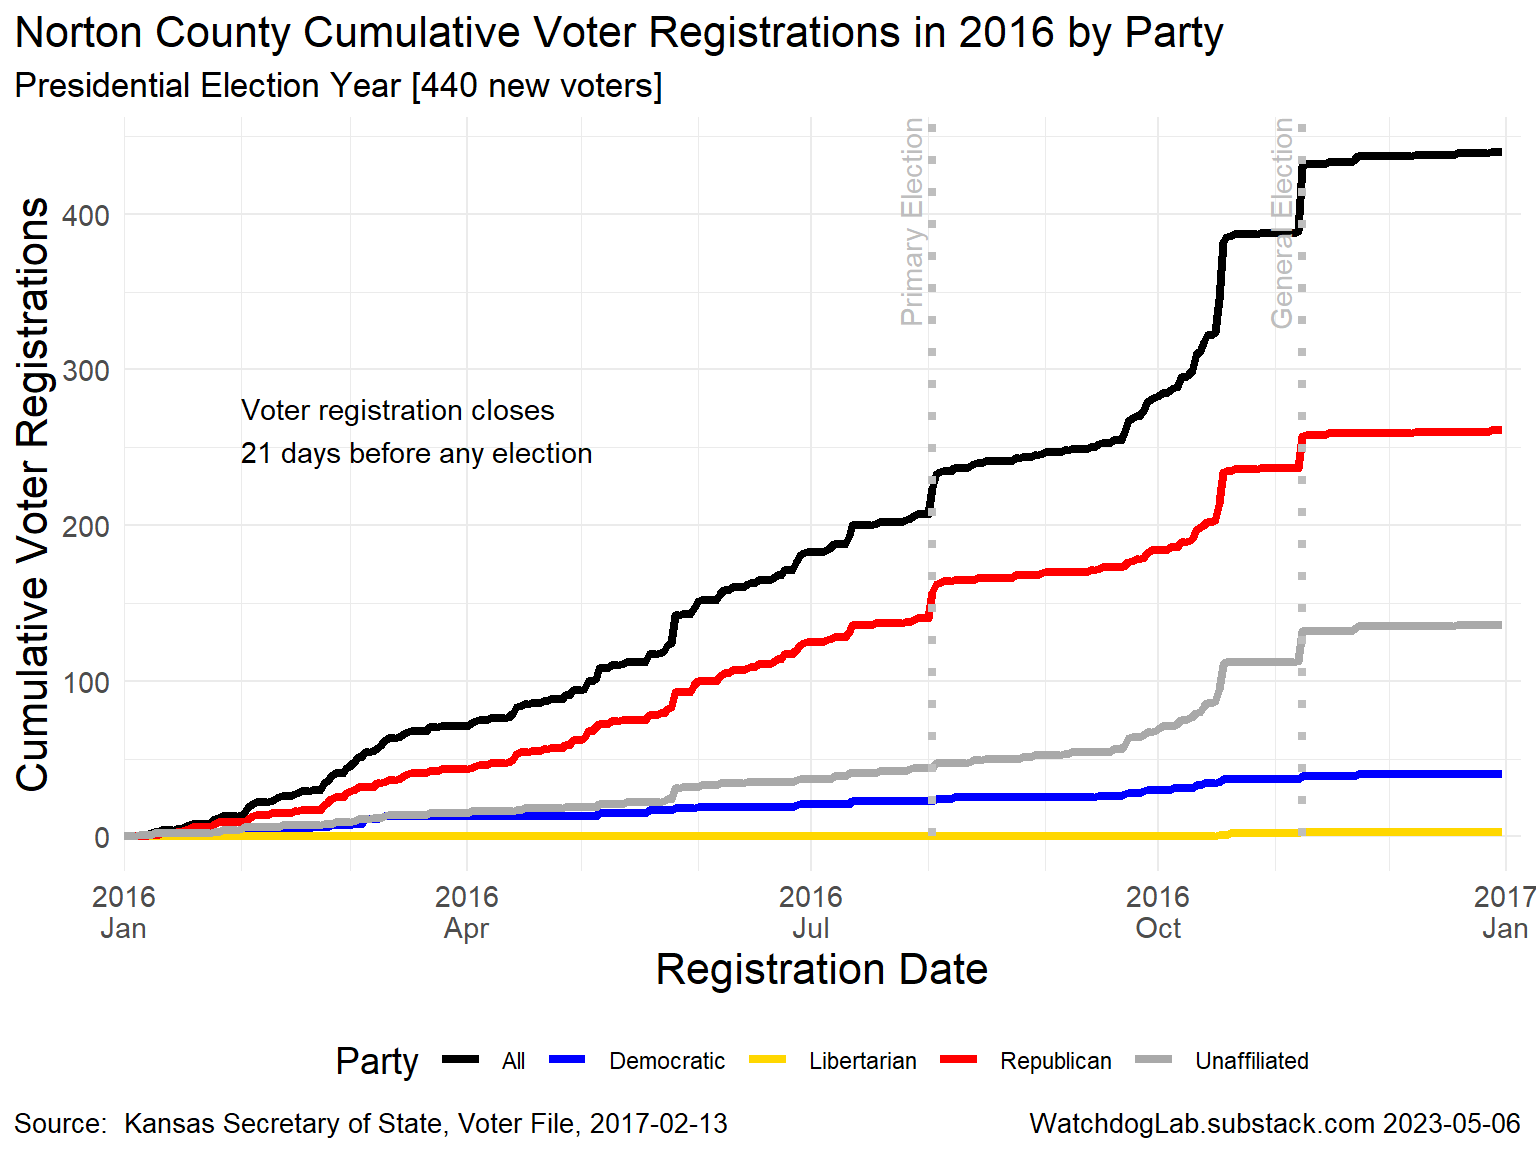 Norton County Cumulative Voter Registrations in 2016 by Party
Presidential Election Year [440 new voters]
Cumulative Voter Registrations
400
300
200
100
0
Primary Election
General Election
Voter registration closes
21 days before any election
2016 2016 2016 2016 2017
Jan Apr Jul Oct Jan
Registration Date
Party All Democratic Libertarian Republican Unaffiliated
Source:  Kansas Secretary of State, Voter File, 2017-02-13
WatchdogLab.substack.com 2023-05-06